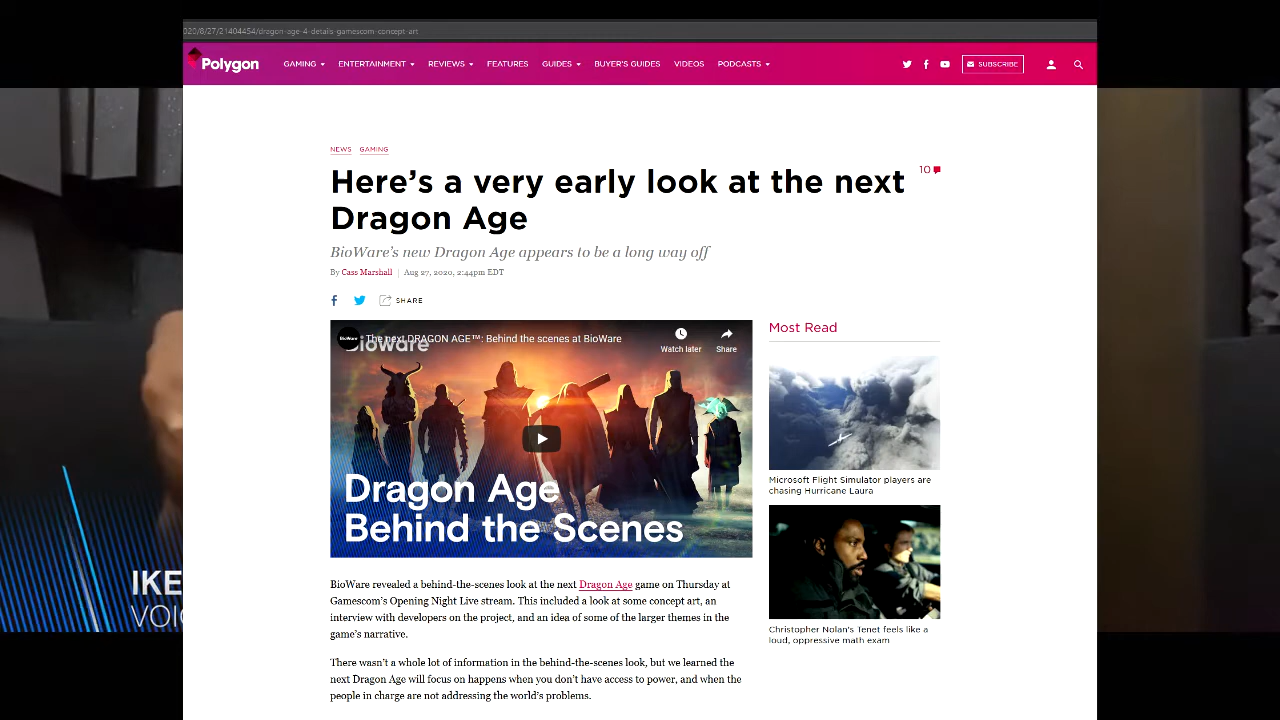 020/8/27/21404454/dragon-age-4-details-gamescom-concept-art
Polygon GAMING ENTERTAINMENT REVIEWS FEATURES GUIDES BUYER'S GUIDES VIDEOS PODCASTS SUBSCRIBE
NEWS GAMING
Here's a very early look at the next
Dragon Age
10
BioWare's new Dragon Age appears to be a long way off
By Cass Marshall | Aug 27, 2020, 2:44pm EDT
SHARE
BioWare
The next DRAGON AGE™: Behind the scenes at BioWare
Watch later Share
BioWare
Dragon Age
Behind the Scenes
BioWare revealed a behind-the-scenes look at the next Dragon Age game on Thursday at
Gamescom's Opening Night Live stream. This included a look at some concept art, an
interview with developers on the project, and an idea of some of the larger themes in the
game's narrative.
There wasn't a whole lot of information in the behind-the-scenes look, but we learned the
next Dragon Age will focus on happens when you don't have access to power, and when the
people in charge are not addressing the world's problems.
Most Read
Microsoft Flight Simulator players are
chasing Hurricane Laura
Christopher Nolan's Tenet feels like a
loud, oppressive math exam
IKE
VOIC